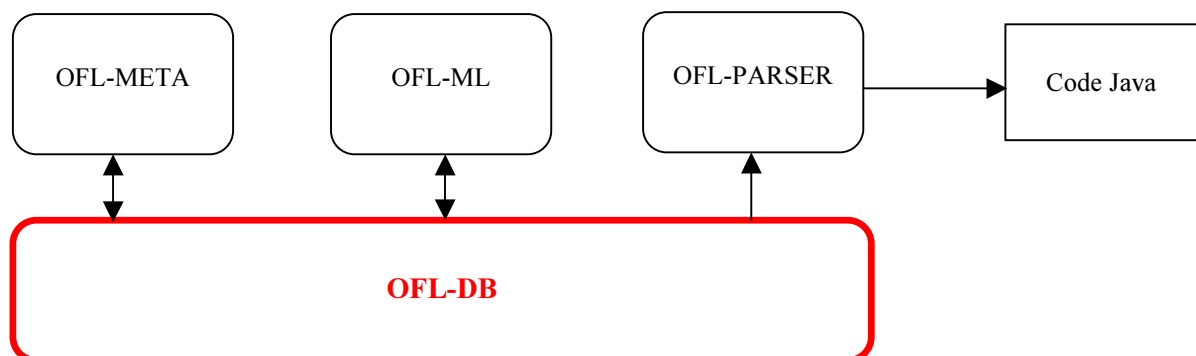 OFL-META
OFL-ML
OFL-PARSER
Code Java
OFL-DB